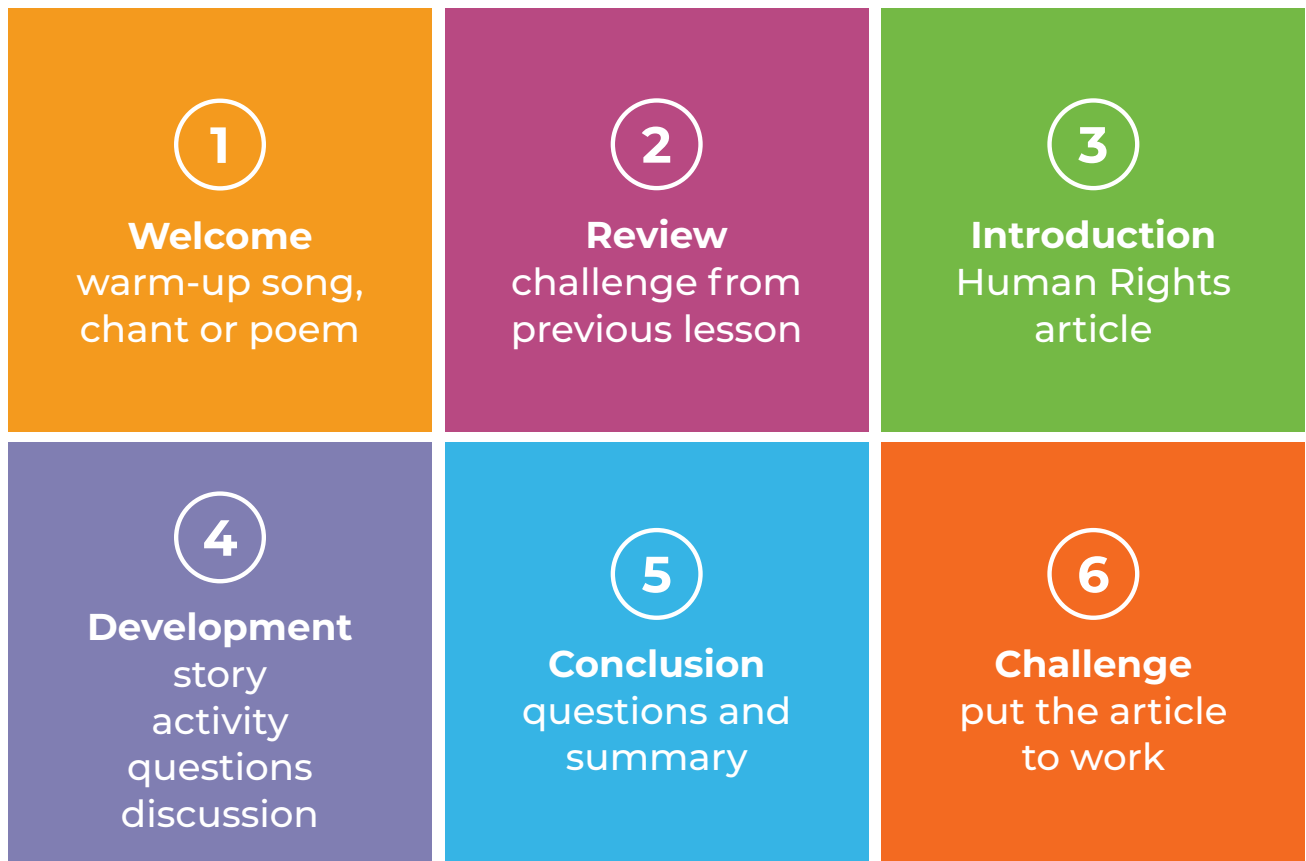 1
Welcome
warm-up song,
chant or poem
2
Review
challenge from
previous lesson
3
Introduction
Human Rights
article
4
Development
story
activity
questions
discussion
5
Conclusion
questions and
summary
6
Challenge
put the article
to work